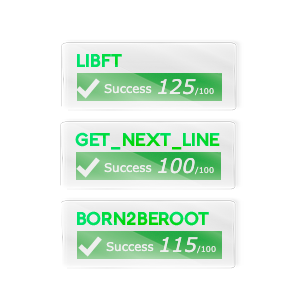 LIBFT
Success 125/100
GET_NEXT_LINE
Success 100/100
BORN2BEROOT
Success 115/100